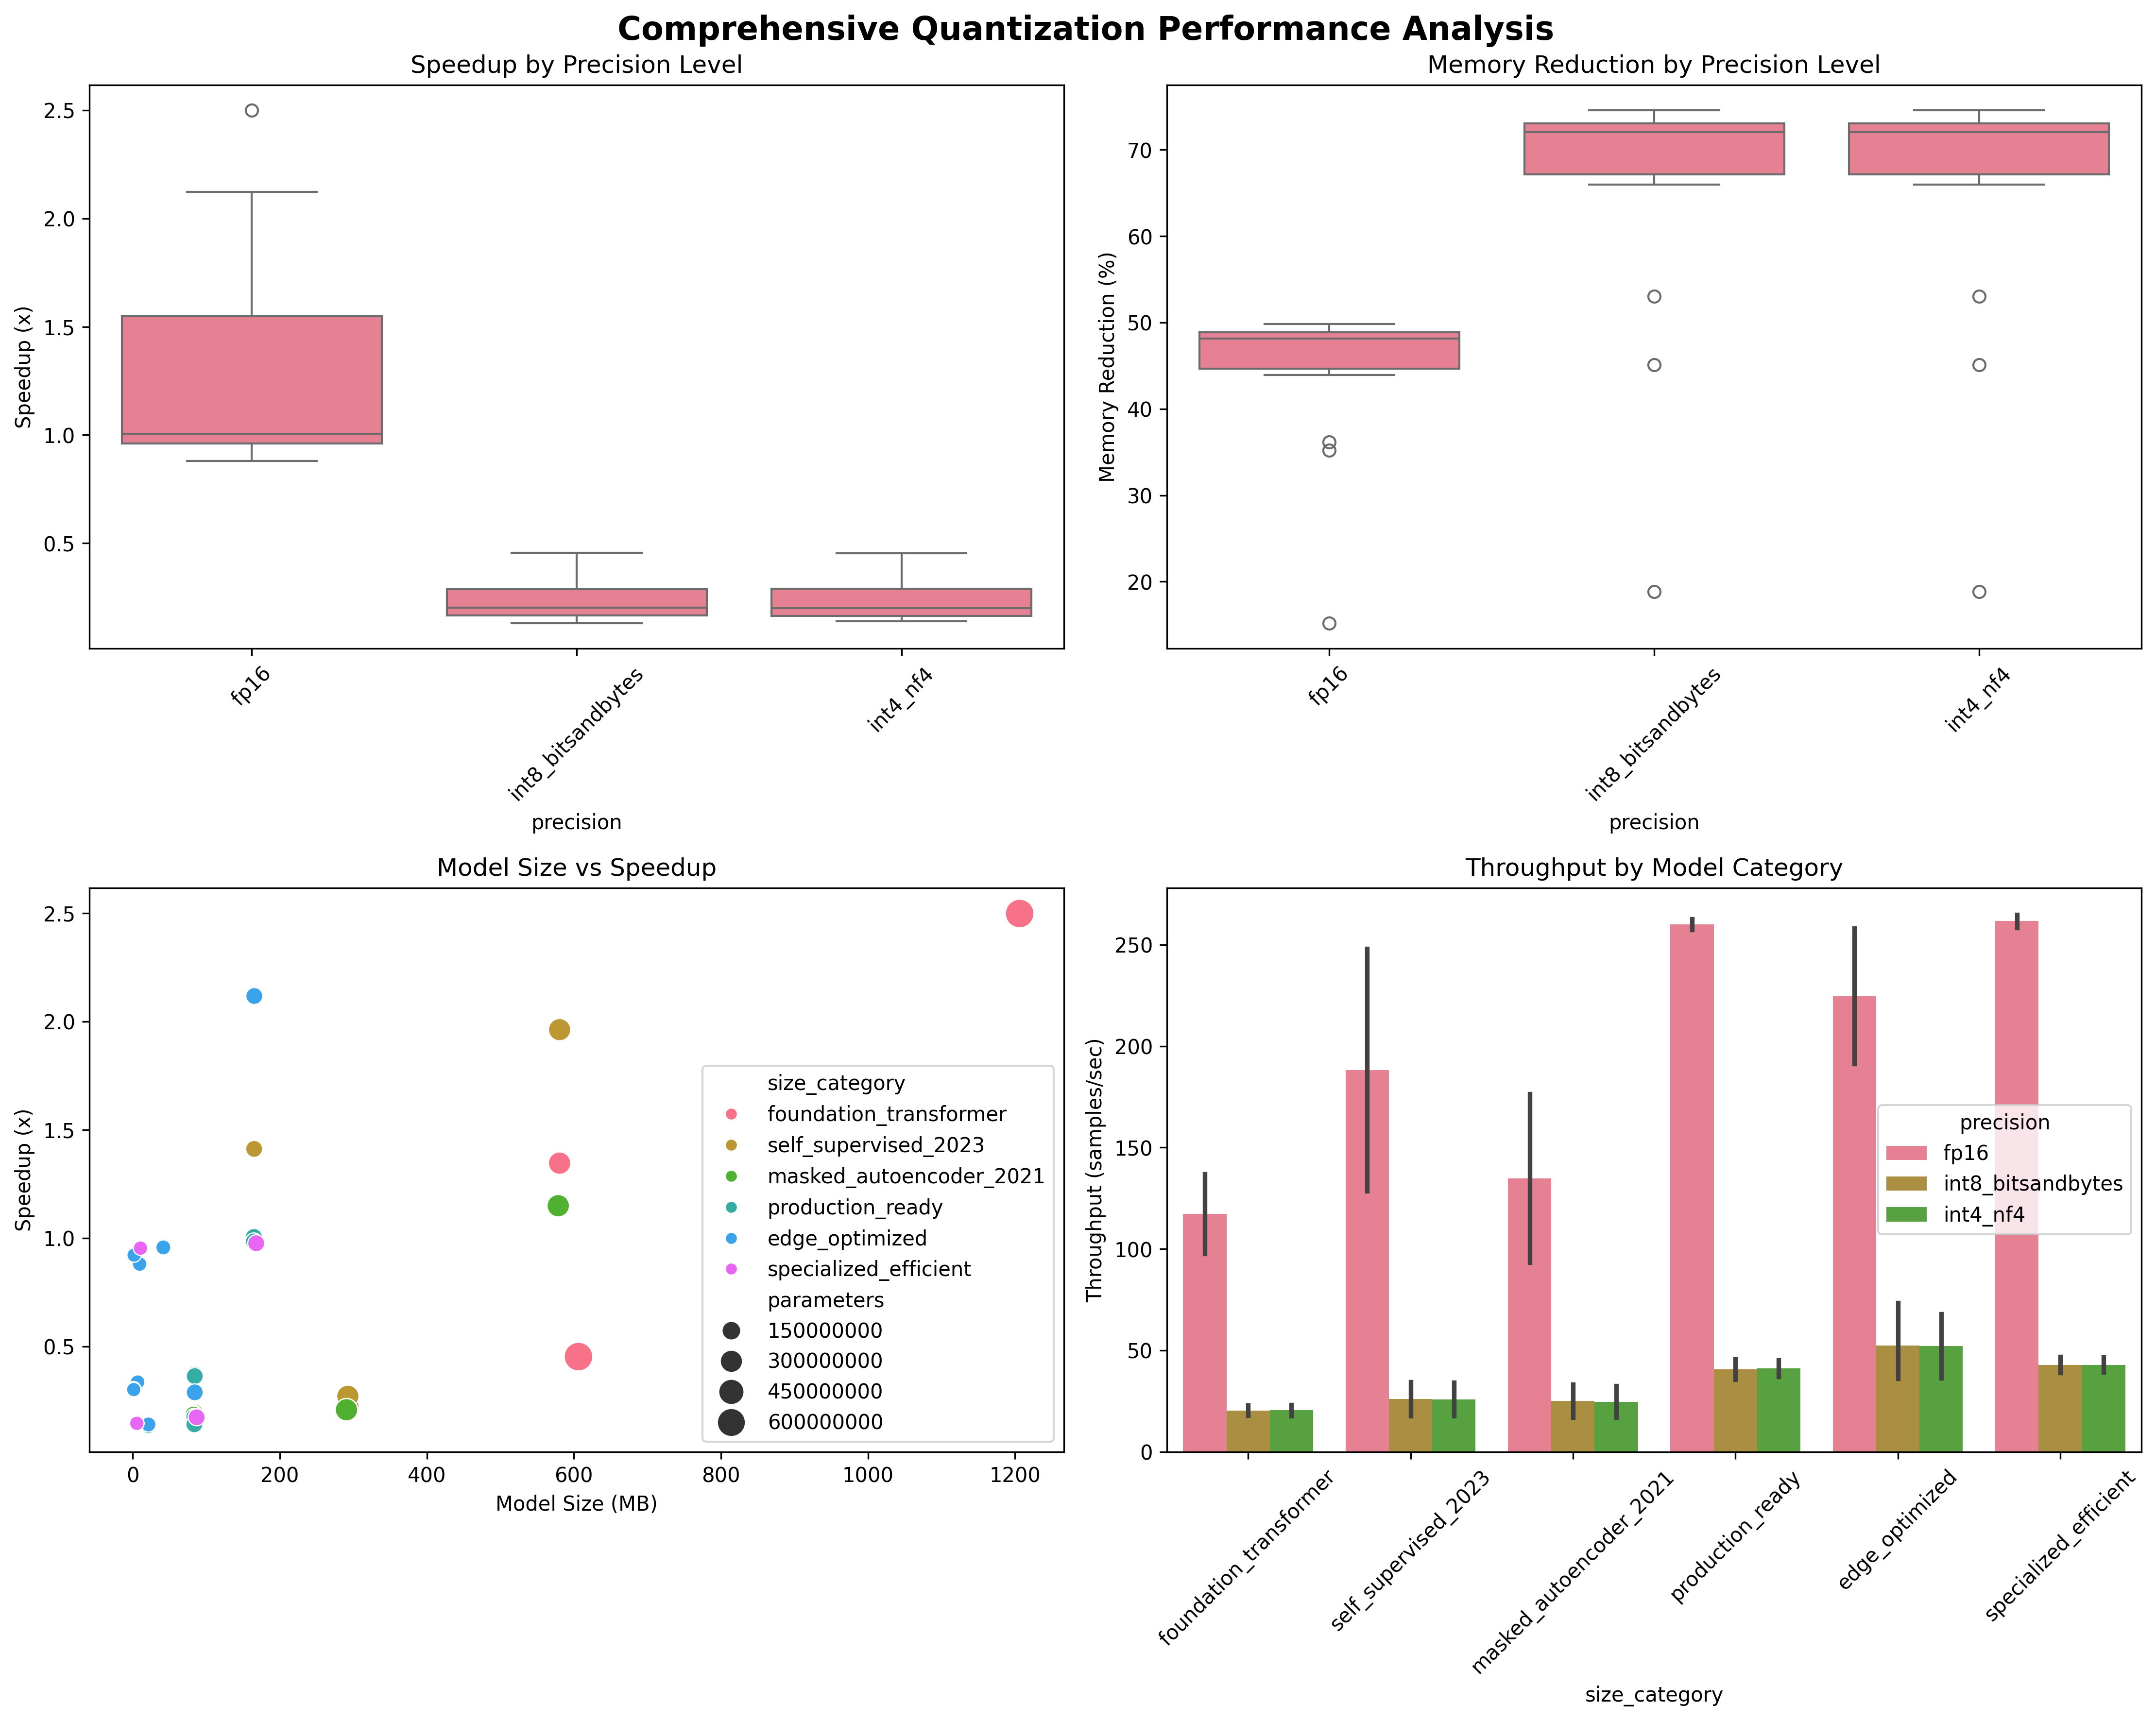 Comprehensive Quantization Performance Analysis
Speedup by Precision Level
Speedup (x)
2.5
2.0
1.5
1.0
0.5
fp16
int8_bitsandbytes
int4_nf4
precision
Memory Reduction by Precision Level
Memory Reduction (%)
70
60
50
40
30
20
fp16
int8_bitsandbytes
int4_nf4
precision
Model Size vs Speedup
Speedup (x)
2.5
2.0
1.5
1.0
0.5
size_category
foundation_transformer
self_supervised_2023
masked_autoencoder_2021
production_ready
edge_optimized
specialized_efficient
parameters
150000000
300000000
450000000
600000000
0
200
400
600
800
1000
1200
Model Size (MB)
Throughput by Model Category
Throughput (samples/sec)
250
200
150
100
50
0
precision
fp16
int8_bitsandbytes
int4_nf4
foundation_transformer
self_supervised_2023
masked_autoencoder_2021
production_ready
edge_optimized
specialized_efficient
size_category